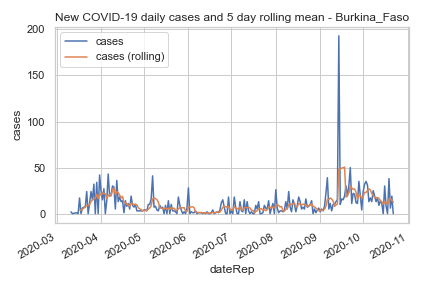 New COVID-19 daily cases and 5 day rolling mean - Burkina_Faso
cases
cases (rolling)
200
150
100
50
0
cases
2020-03
2020-04
2020-05
2020-06
2020-07
2020-08
2020-09
2020-10
2020-11
dateRep